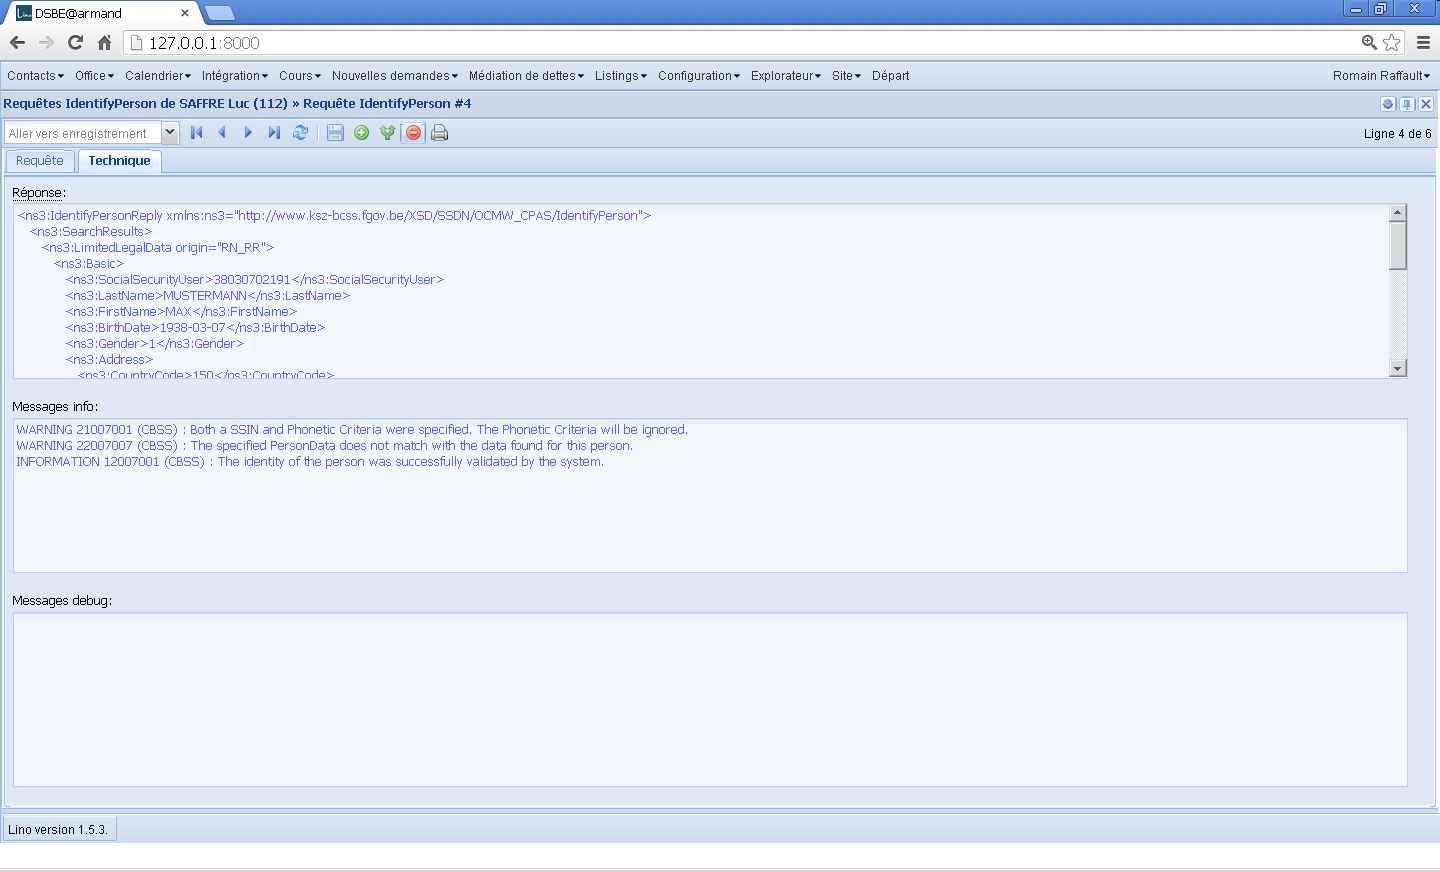 DSBE@armand
127.0.0.1:8000
Contacts Office Calendrier Intégration Cours Nouvelles demandes Médiation de dettes Listings Configuration Explorateur Site Départ Romain Raffault
Requêtes IdentifyPerson de SAFFRE Luc (112) » Requête IdentifyPerson #4
Aller vers enregistrement Ligne 4 de 6
Requête Technique
Réponse:
<ns3:IdentifyPersonReply xmlns:ns3="http://www.ksz-bcss.fgov.be/XSD/SSDN/OCMW_CPAS/IdentifyPerson">
<ns3:SearchResults>
<ns3:LimitedLegalData origin="RN_RR">
<ns3:Basic>
<ns3:SocialSecurityUser>38030702191</ns3:SocialSecurityUser>
<ns3:LastName>MUSTERMANN</ns3:LastName>
<ns3:FirstName>MAX</ns3:FirstName>
<ns3:BirthDate>1938-03-07</ns3:BirthDate>
<ns3:Gender>1</ns3:Gender>
<ns3:Address>
<ns3:CountryCode>150</ns3:CountryCode>
Messages info:
WARNING 21007001 (CBSS) : Both a SSIN and Phonetic Criteria were specified. The Phonetic Criteria will be ignored.
WARNING 22007007 (CBSS) : The specified PersonData does not match with the data found for this person.
INFORMATION 12007001 (CBSS) : The identity of the person was successfully validated by the system.
Messages debug:
Lino version 1.5.3.